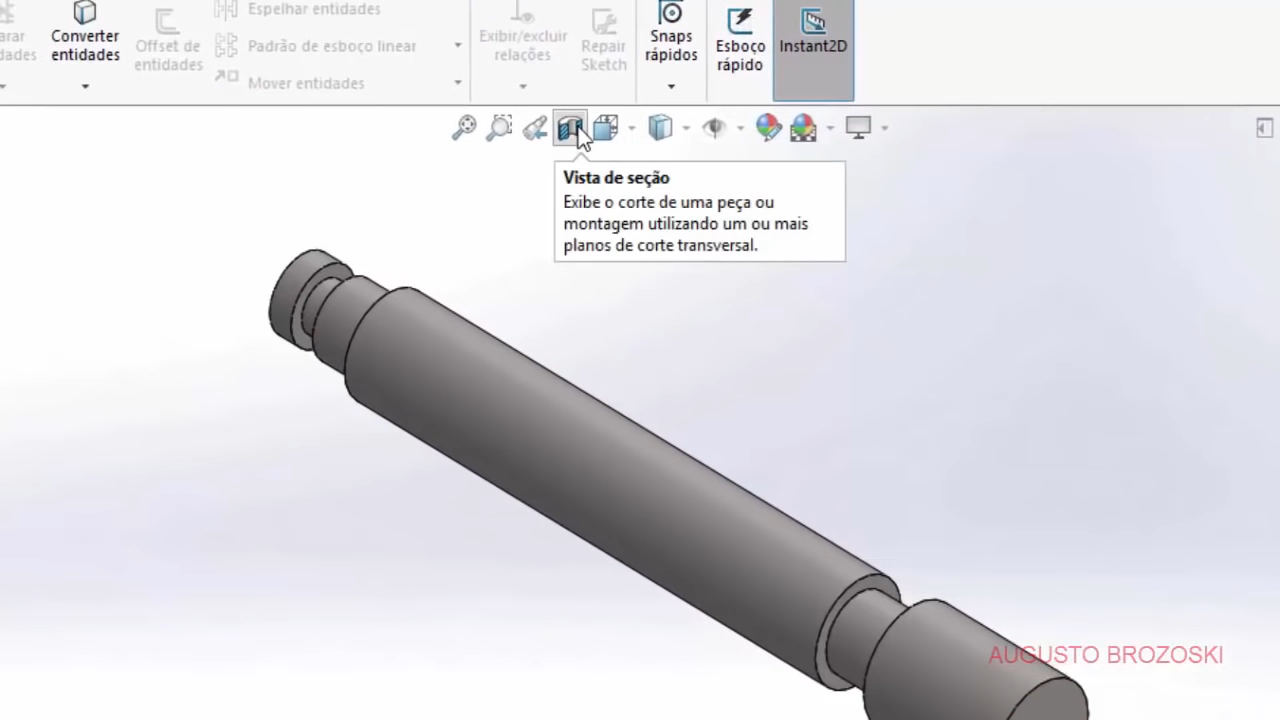 Espelhar entidades
Converter
entidades
Offset de
entidades
Padrão de esboço linear
Mover entidades
Exibir/excluir
relações
Repair
Sketch
Snaps
rápidos
Esboço
rápido
Instant2D
Vista de seção
Exibe o corte de uma peça ou
montagem utilizando um ou mais
planos de corte transversal.
AUGUSTO BROZOSKI